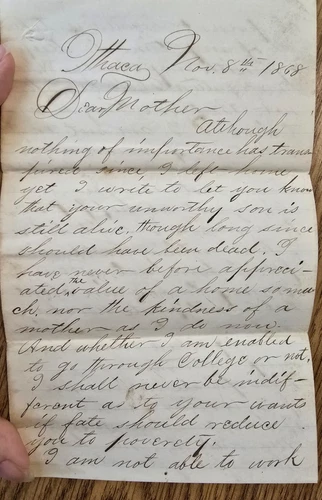 Ithaca Nov. 8th 1868
Dear Mother
Although
nothing of importance has trans
pired since I left home
yet I write to let you know
that your unworthy son is
still alive, though long since
should have been dead. I
have never before appreci-
ated the value of a home so mu
ch, nor the kindness of a
mother as I do now.
And whether I am enabled
to go through College or not,
I shall never be indif-
ferent as to your wants
if fate should reduce
you to poverty.
I am not able to work